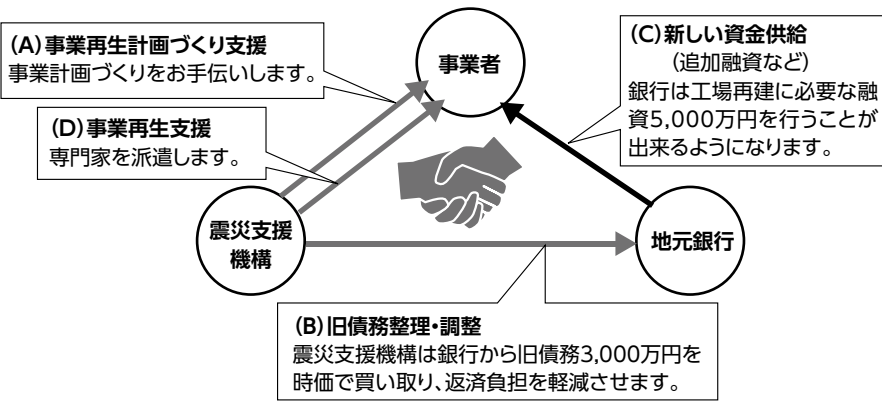 (A)事業再生計画づくり支援
事業計画づくりをお手伝いします。
(D)事業再生支援
専門家を派遣します。
事業者
(C)新しい資金供給
(追加融資など)
銀行は工場再建に必要な融
資5,000万円を行うことが
出来るようになります。
震災支援
機構
地元銀行
(B)旧債務整理・調整
震災支援機構は銀行から旧債務3,000万円を
時価で買い取り、返済負担を軽減させます。